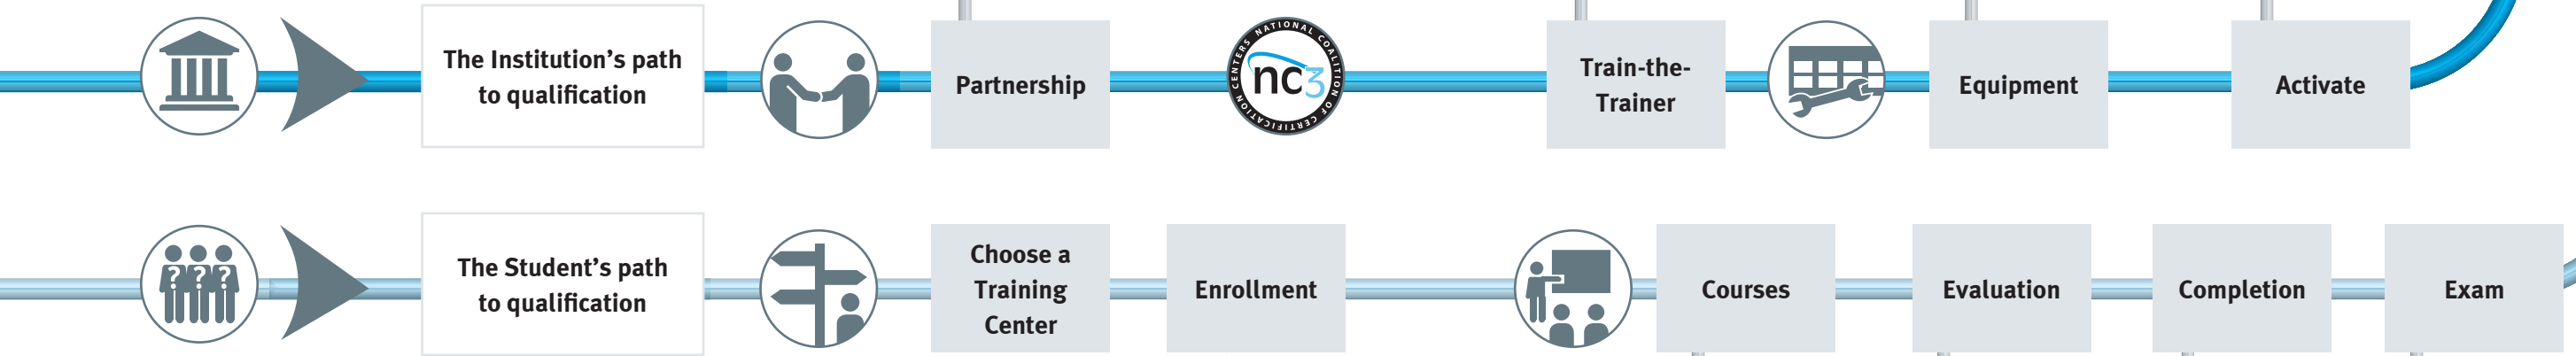 The Institution's path
to qualification
Partnership
NATIONAL COALITION OF CERTIFICATION CENTERS
nc3
Train-the-
Trainer
Equipment
Activate
? ? ?
The Student's path
to qualification
Choose a
Training
Center
Enrollment
Courses
Evaluation
Completion
Exam